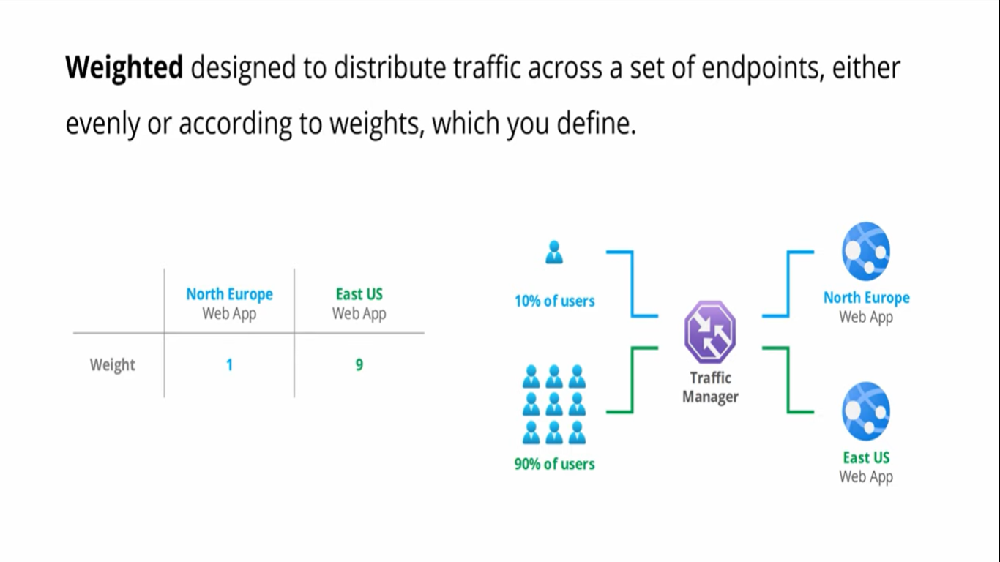 Weighted designed to distribute traffic across a set of endpoints, either
evenly or according to weights, which you define.
North Europe
Web App
East US
Web App
Weight
1
9
10% of users
90% of users
Traffic
Manager
North Europe
Web App
East US
Web App